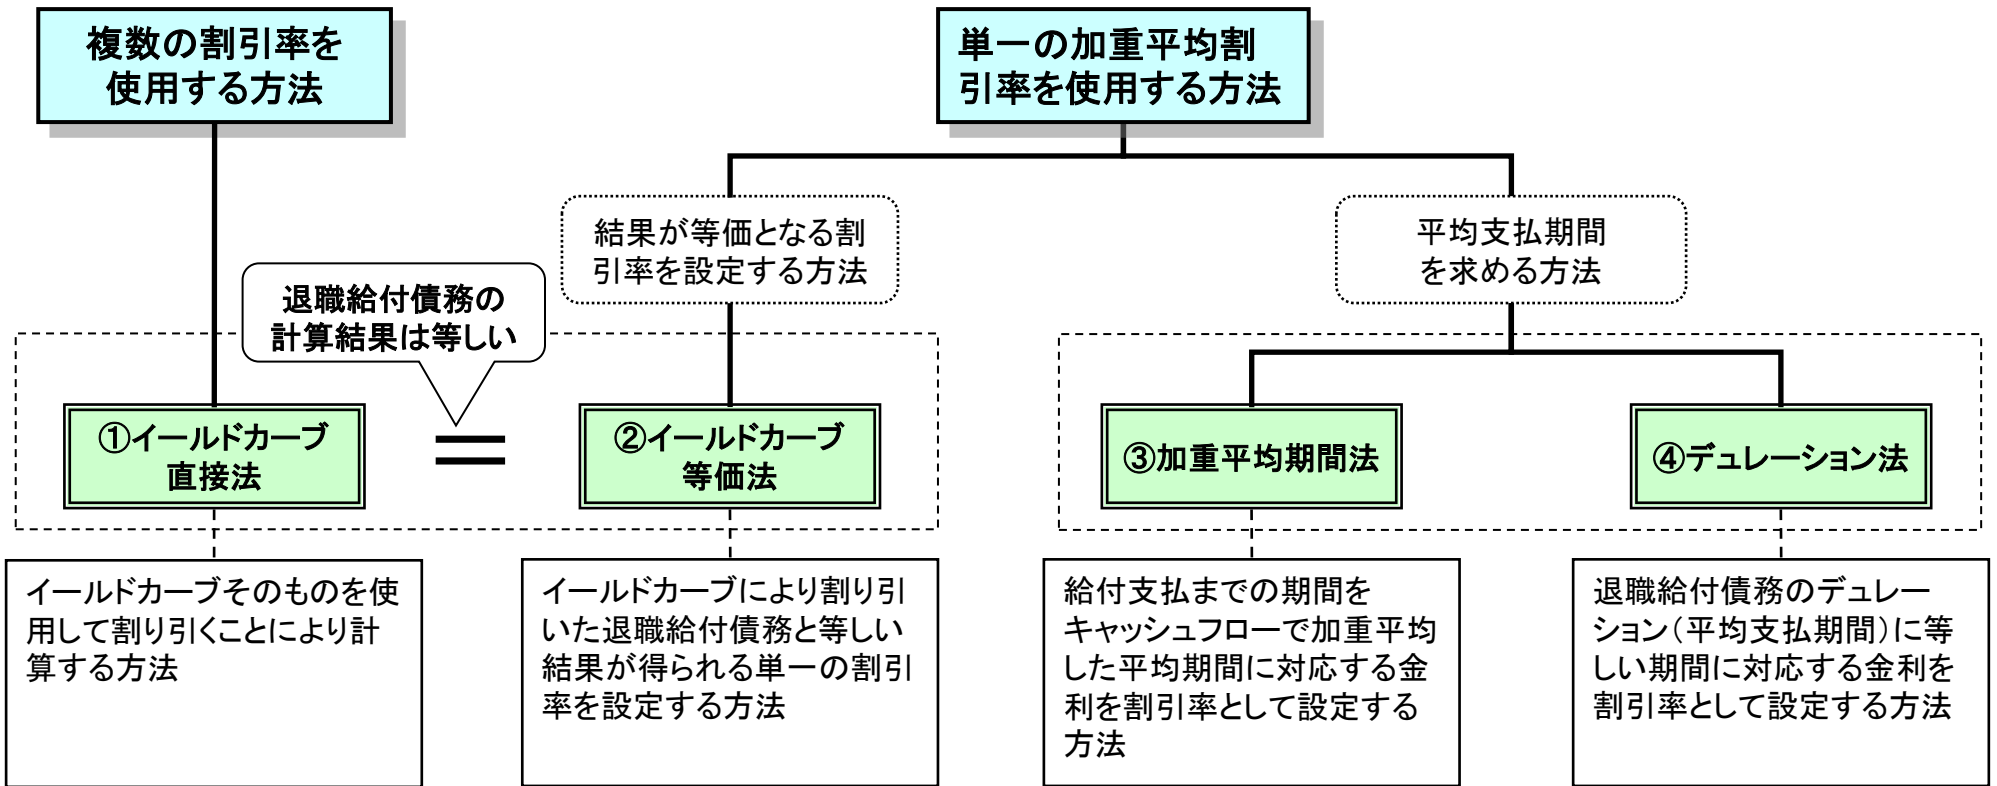 複数の割引率を
使用する方法
単一の加重平均割
引率を使用する方法
結果が等価となる割
引率を設定する方法
平均支払期間
を求める方法
退職給付債務の
計算結果は等しい
①イールドカーブ
直接法
＝
②イールドカーブ
等価法
③加重平均期間法
④デュレーション法
イールドカーブそのものを使
用して割り引くことにより計
算する方法
イールドカーブにより割り引
いた退職給付債務と等しい
結果が得られる単一の割引
率を設定する方法
給付支払までの期間を
キャッシュフローで加重平均
した平均期間に対応する金
利を割引率として設定する
方法
退職給付債務のデュレー
ション（平均支払期間）に等
しい期間に対応する金利を
割引率として設定する方法